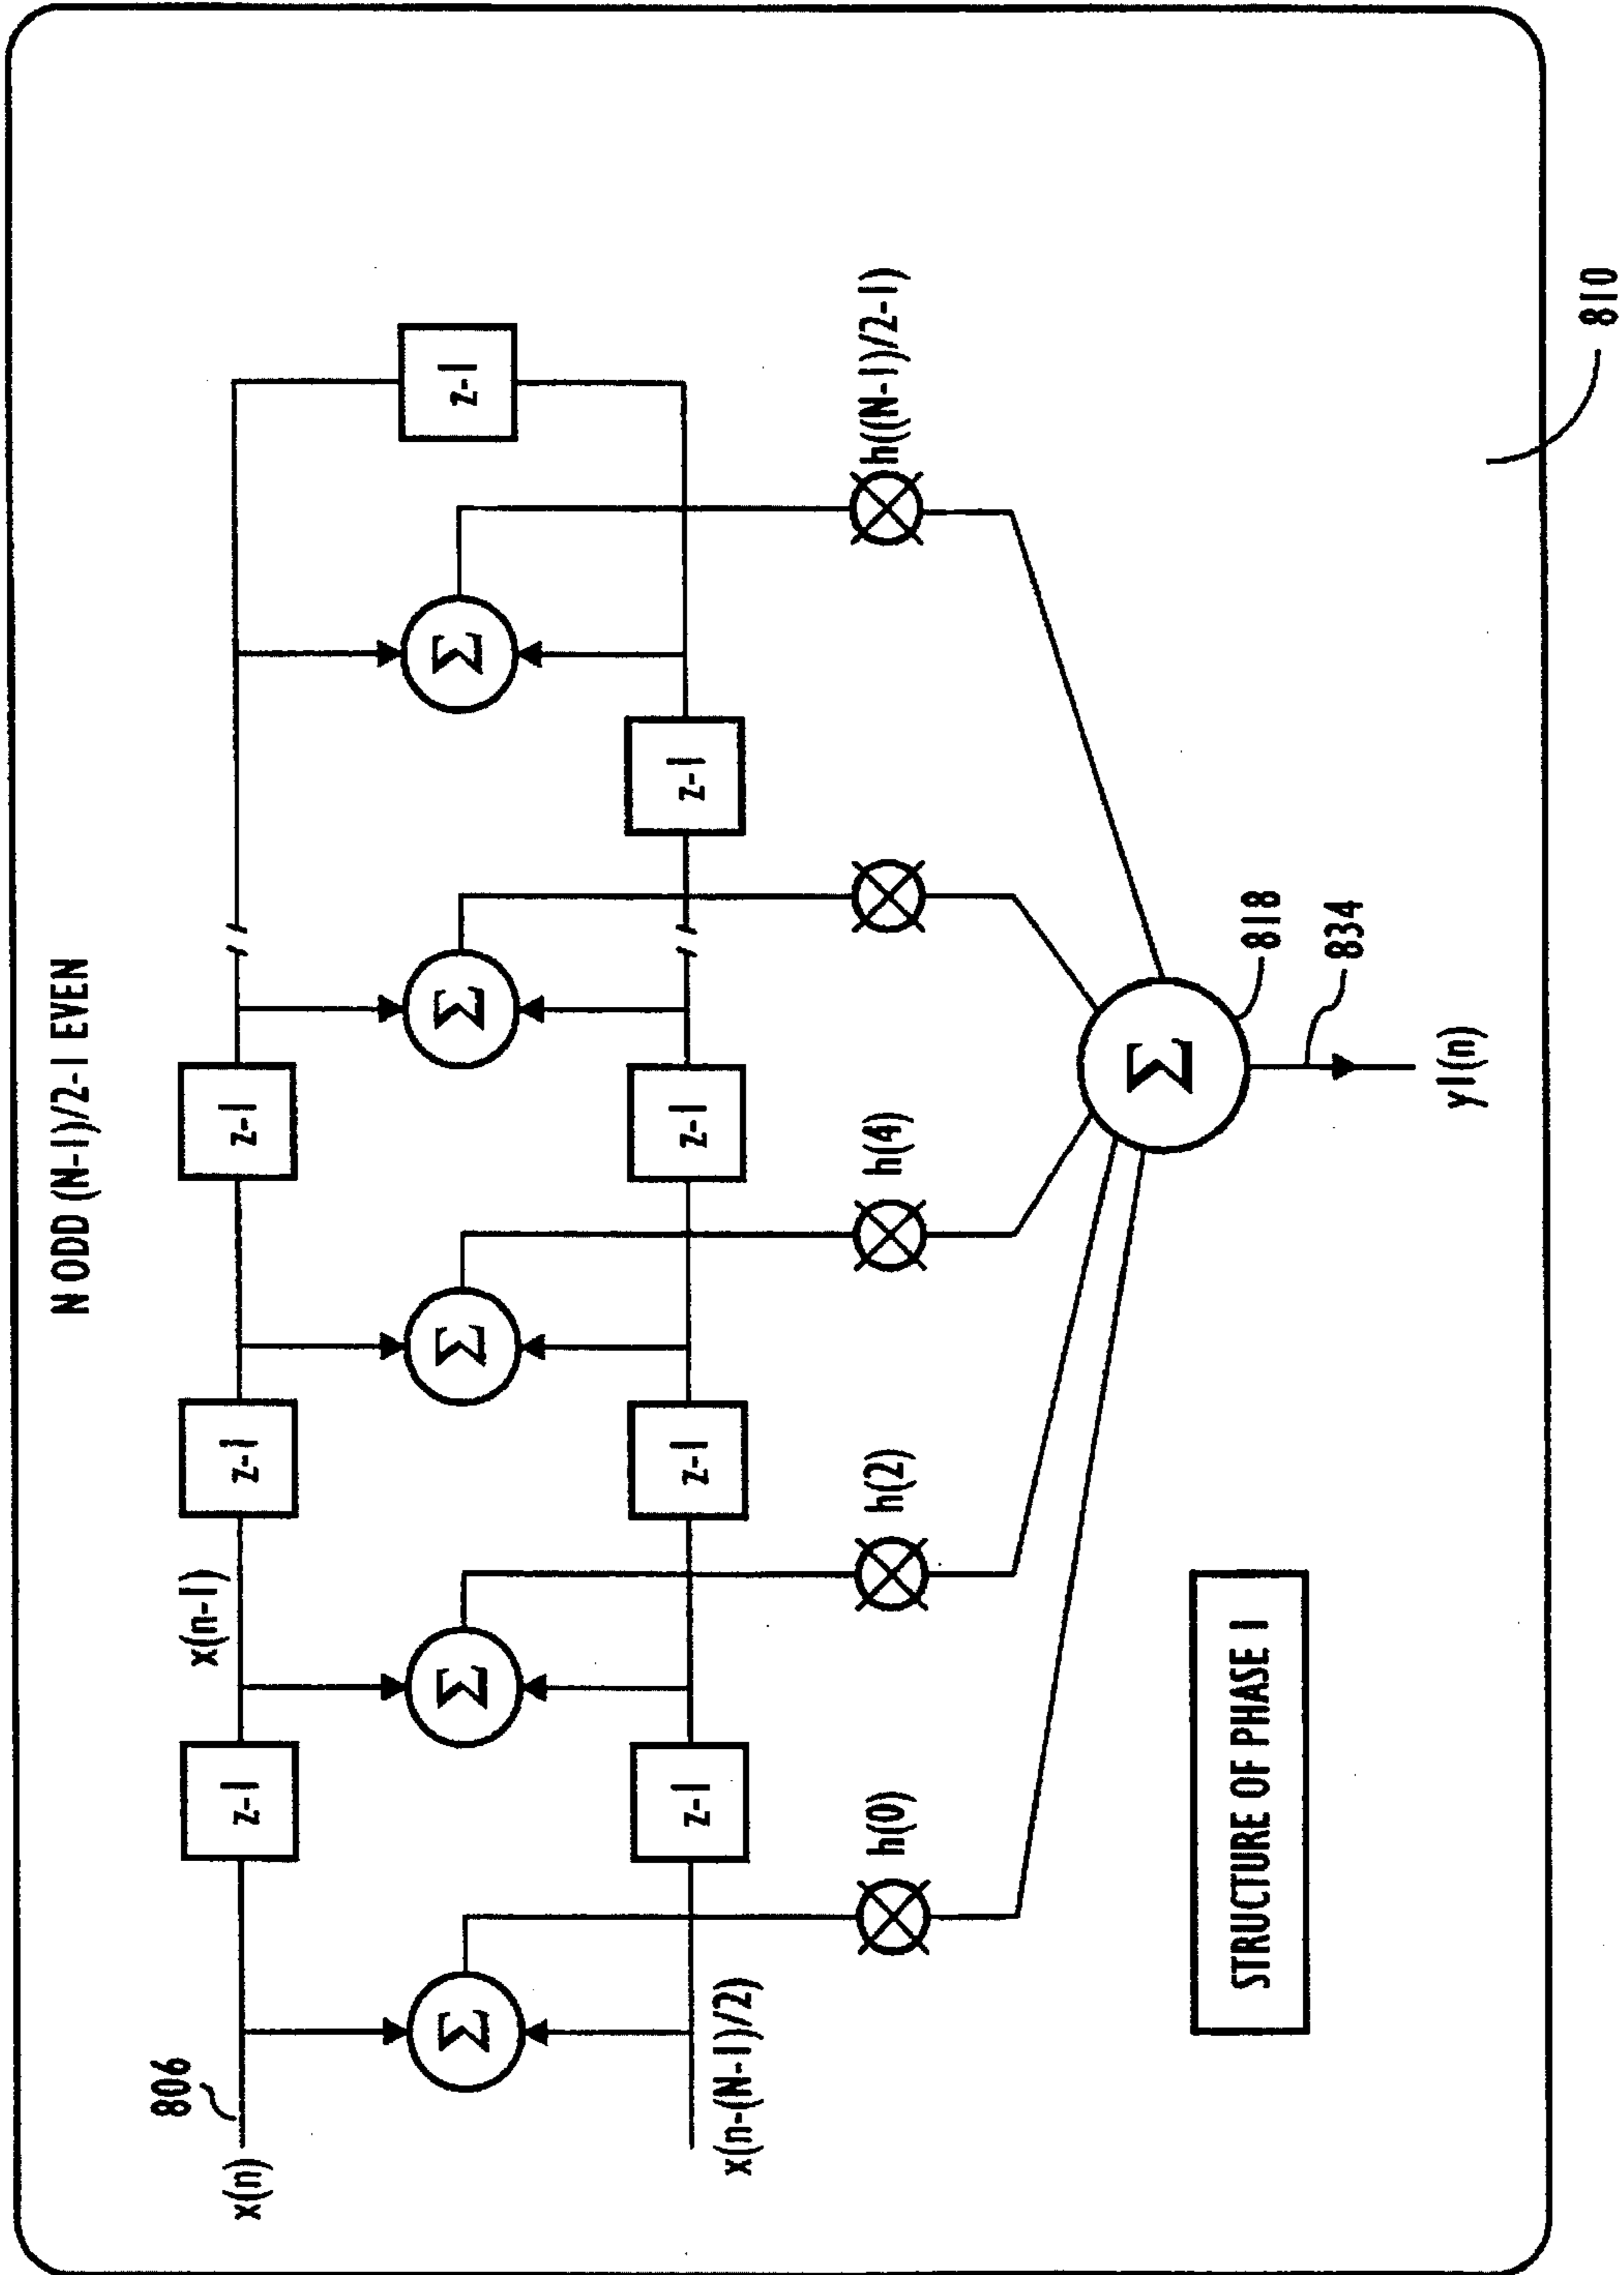 N ODD (N-1)/2-1 EVEN
806
x(n)
z-1
x(n-1)
z-1
z-1
Σ
Σ
Σ
Σ
Σ
z-1
z-1
z-1
z-1
z-1
x(n-(N-1)/2)
h(0)
h(2)
h(4)
h((N-1)/2-1)
Σ
818
834
y1(n)
STRUCTURE OF PHASE 1
810